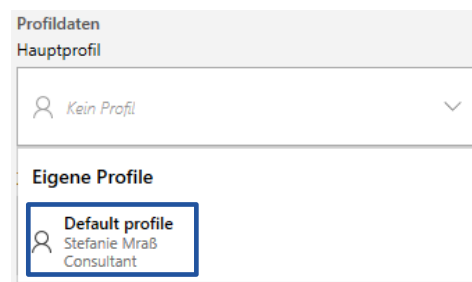 Profildaten
Hauptprofil
Kein Profil
Eigene Profile
Default profile
Stefanie Mraß
Consultant